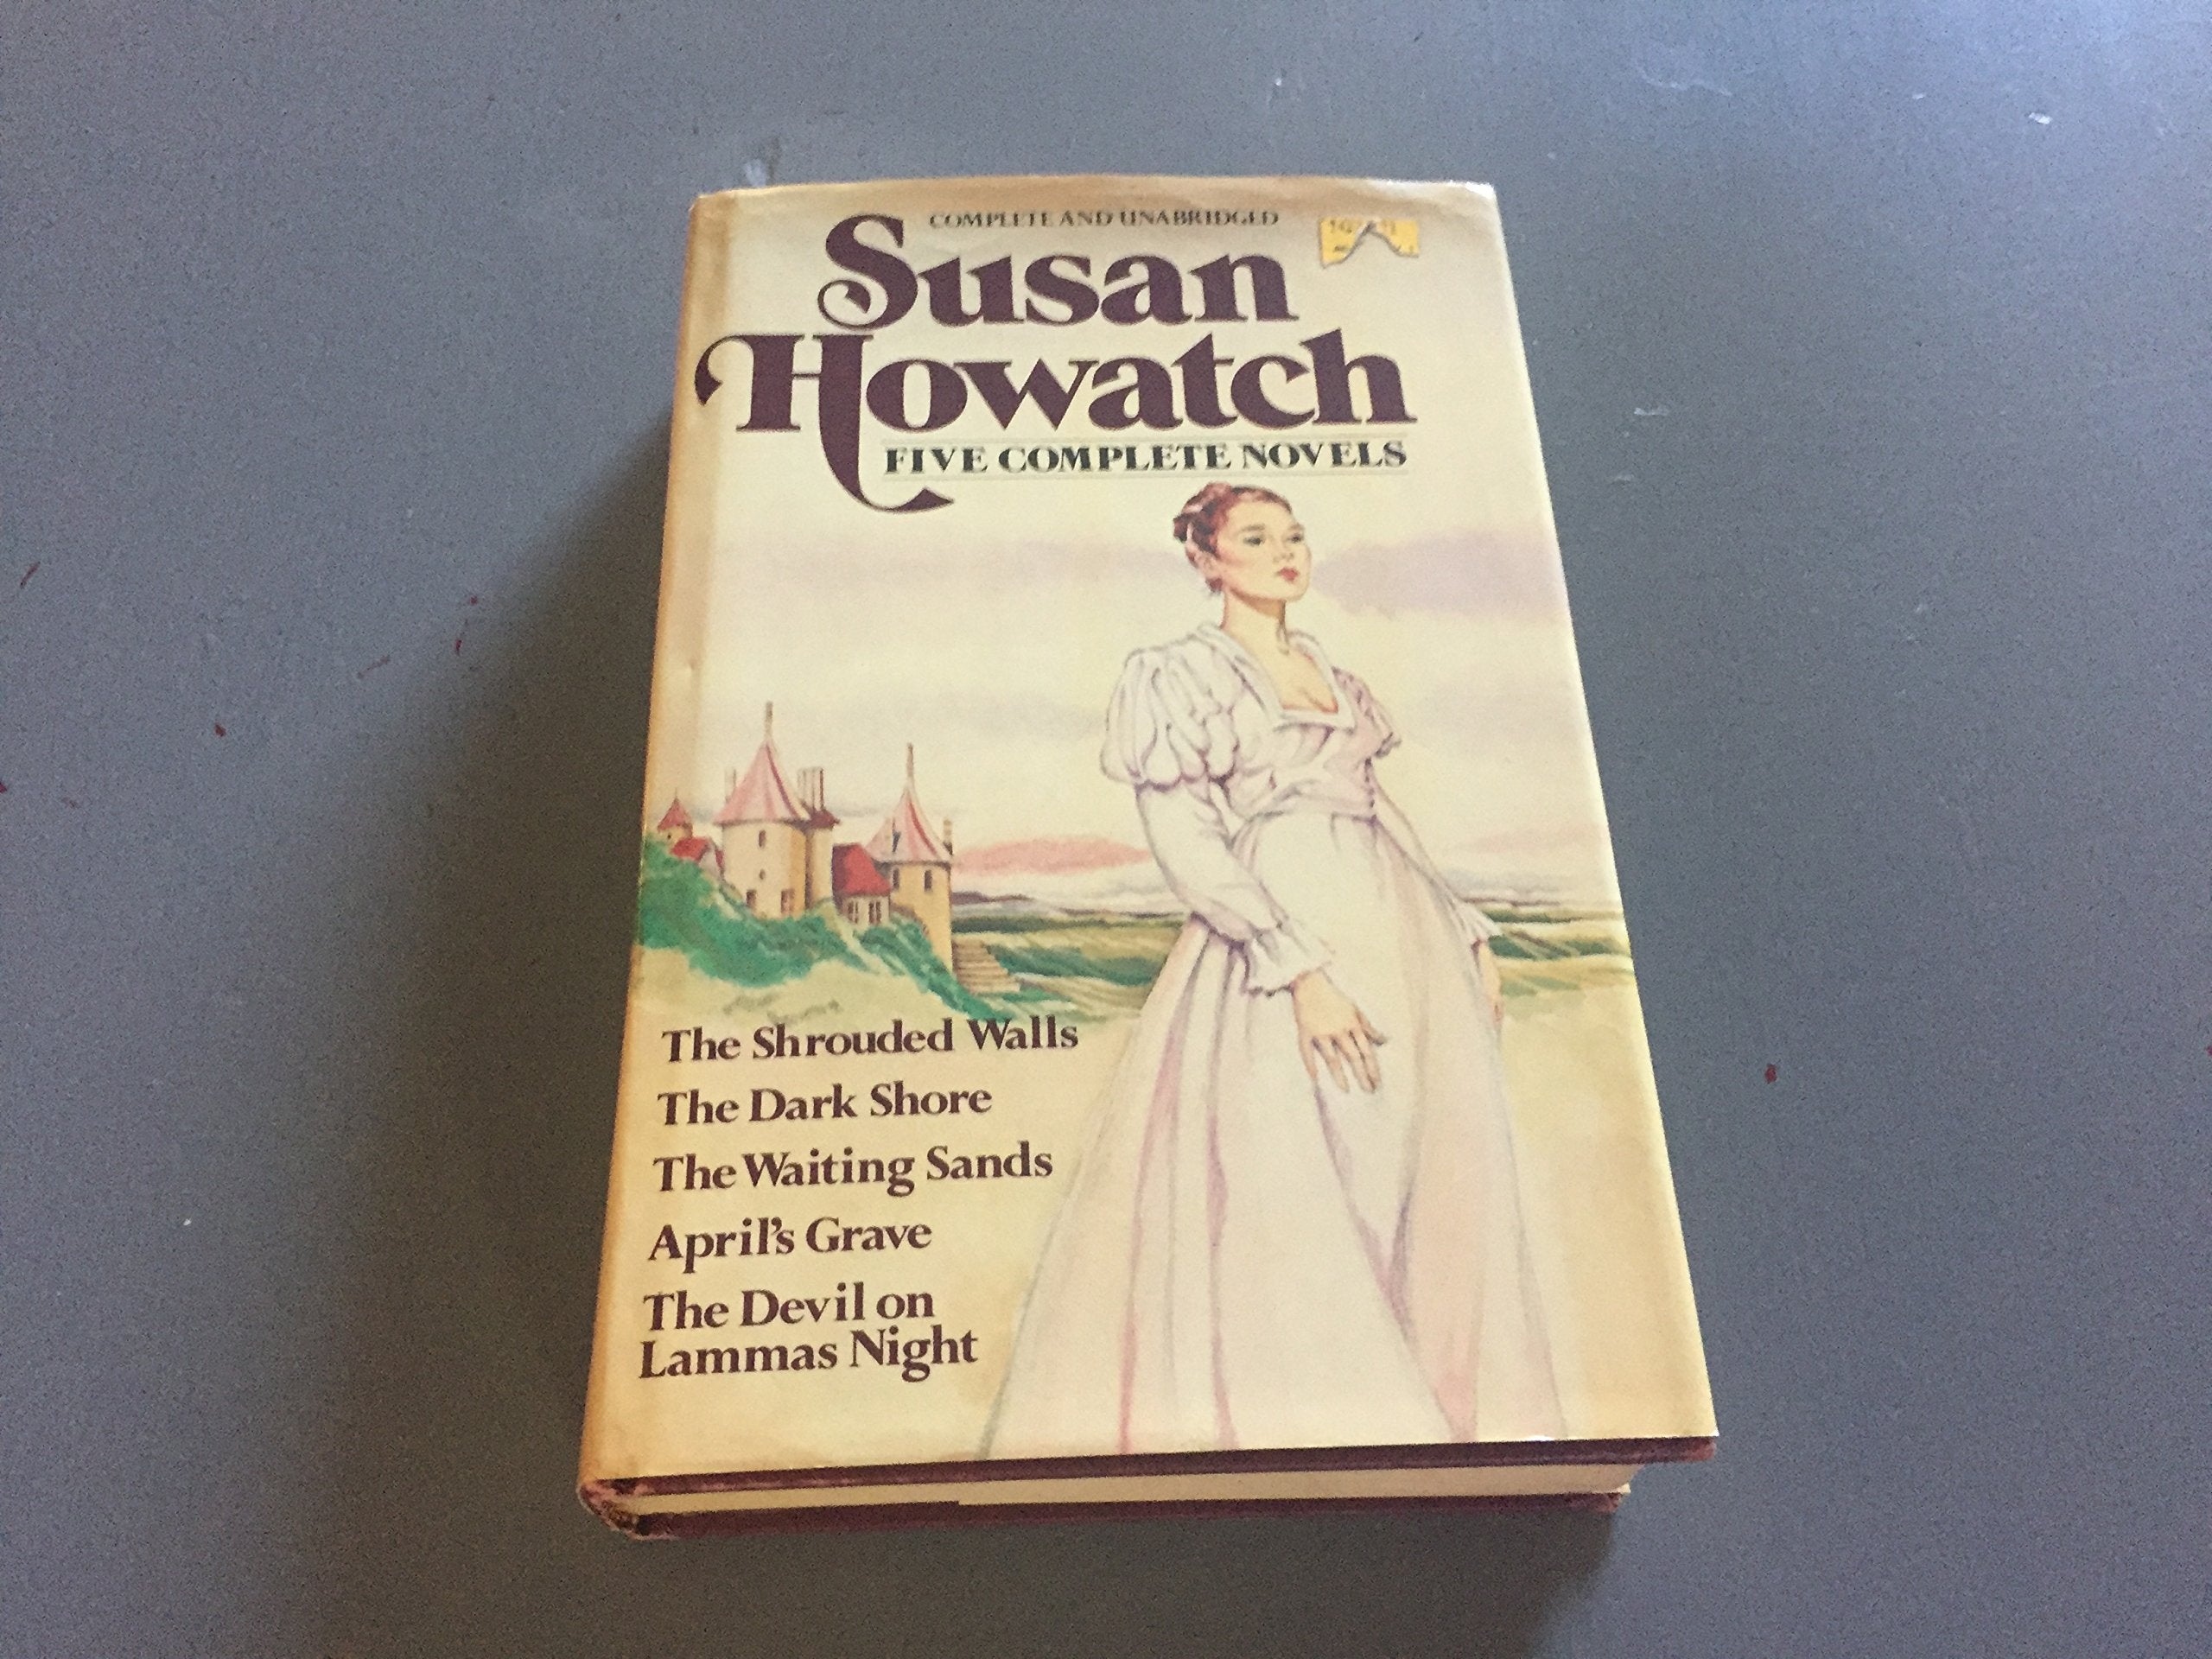 COMPLETE AND UNABRIDGED
Susan
Howatch
FIVE COMPLETE NOVELS
The Shrouded Walls
The Dark Shore
The Waiting Sands
April's Grave
The Devil on
Lammas Night